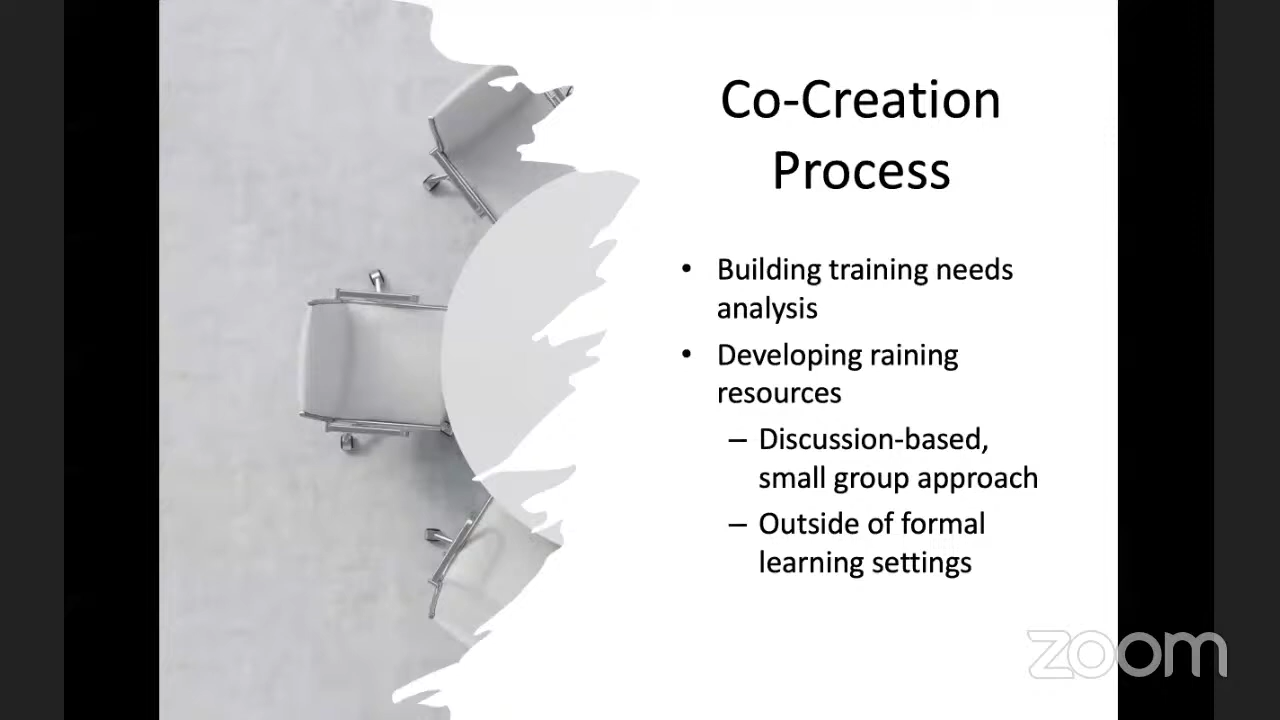 Co-Creation
Process
• Building training needs
analysis
• Developing raining
resources
– Discussion-based,
small group approach
– Outside of formal
learning settings
zoom